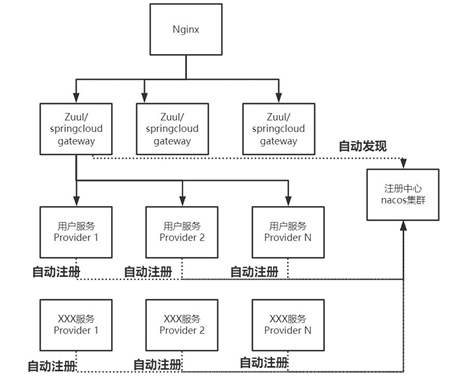 Nginx
Zuul/
springcloud
gateway
Zuul/
springcloud
gateway
Zuul/
springcloud
gateway
自动发现
注册中心
nacos集群
用户服务
Provider 1
用户服务
Provider 2
用户服务
Provider N
自动注册
自动注册
自动注册
XXX服务
Provider 1
XXX服务
Provider 2
XXX服务
Provider N
自动注册
自动注册
自动注册